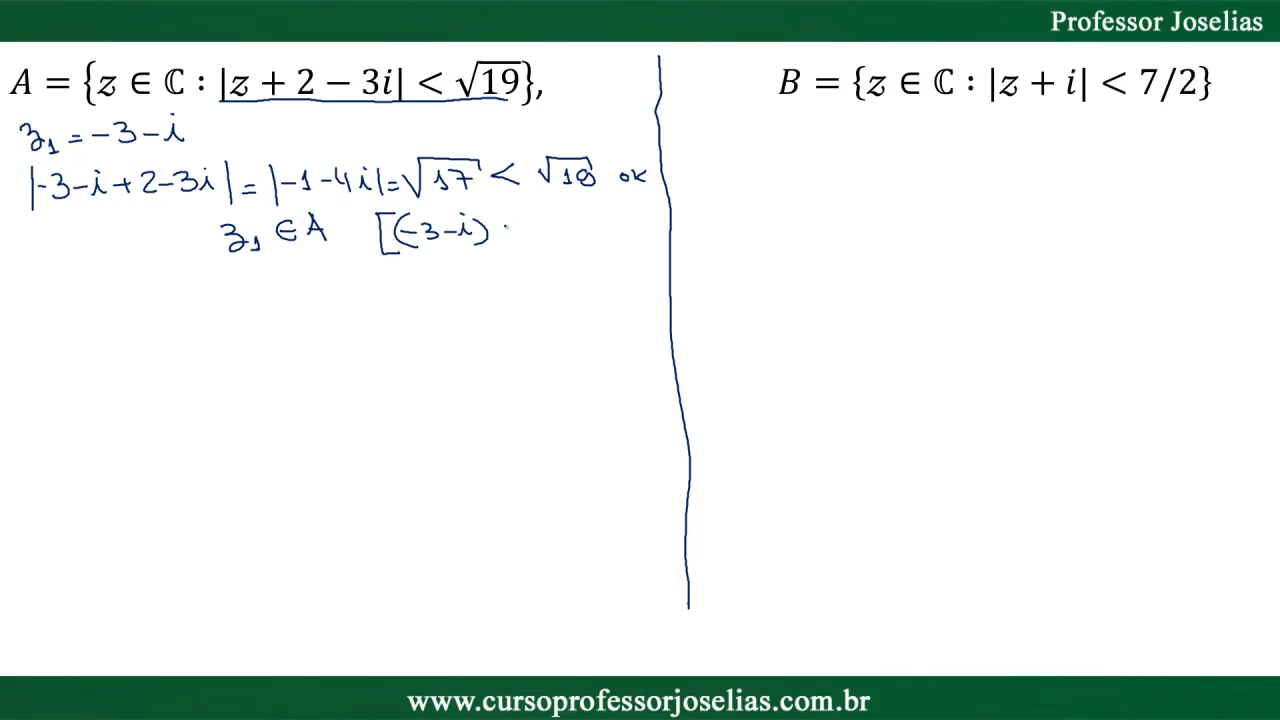 Professor Joselias
A = {z ∈ ℂ : |z + 2 − 3i| < √19},
B = {z ∈ ℂ : |z + i| < 7/2}
z₁ = −3 − i
|−3 − i + 2 − 3i| = |−1 − 4i| = √17 < √19 ok
z₁ ∈ A [(−3 − i)
www.cursoprofessorjoselias.com.br